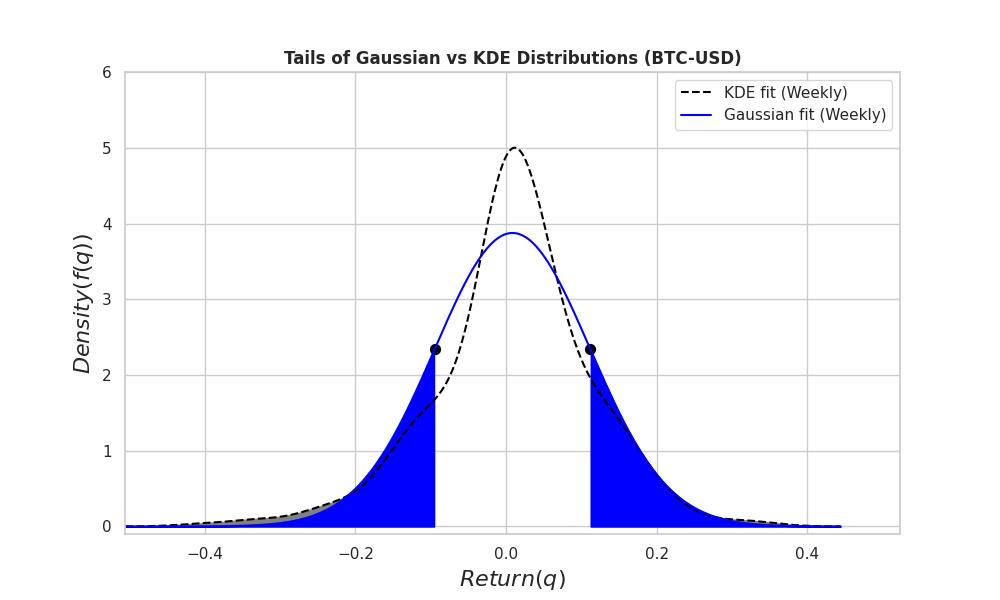 Tails of Gaussian vs KDE Distributions (BTC-USD)
KDE fit (Weekly)
Gaussian fit (Weekly)
6
5
4
3
2
1
0
Density(f(q))
−0.4
−0.2
0.0
0.2
0.4
Return(q)